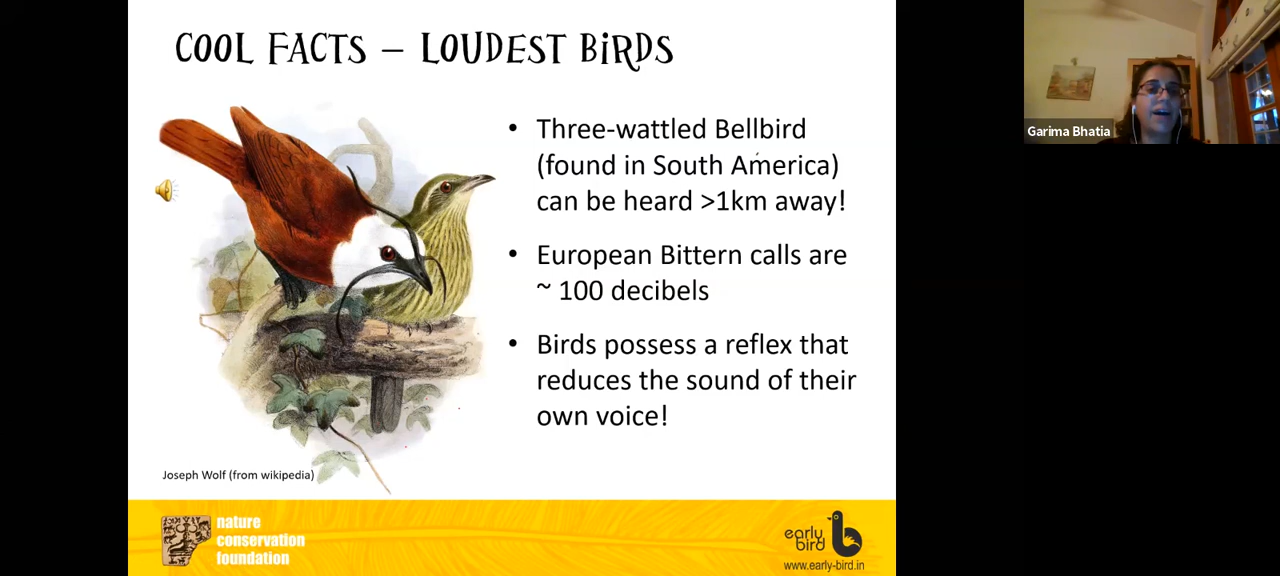 COOL FACTS – LOUDEST BIRDS
• Three-wattled Bellbird
(found in South America)
can be heard >1km away!
• European Bittern calls are
~ 100 decibels
• Birds possess a reflex that
reduces the sound of their
own voice!
Joseph Wolf (from wikipedia)
nature
conservation
foundation
early
bird
www.early-bird.in
Garima Bhatia